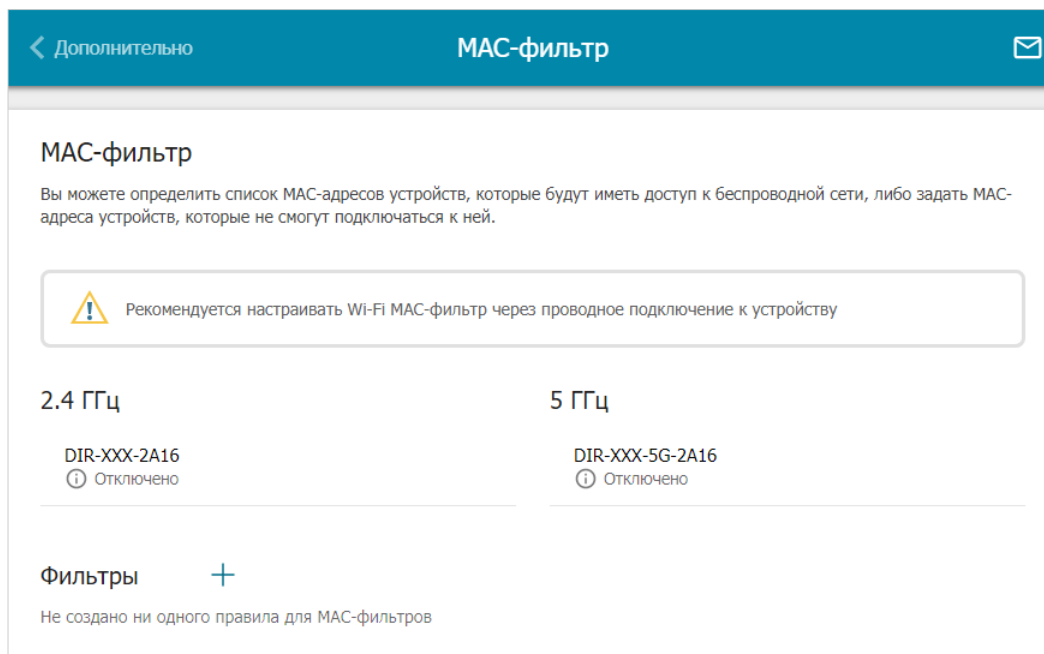 Дополнительно
MAC-фильтр
MAC-фильтр
Вы можете определить список MAC-адресов устройств, которые будут иметь доступ к беспроводной сети, либо задать MAC-
адреса устройств, которые не смогут подключаться к ней.
Рекомендуется настраивать Wi-Fi MAC-фильтр через проводное подключение к устройству
2.4 ГГц
DIR-XXX-2A16
Отключено
5 ГГц
DIR-XXX-5G-2A16
Отключено
Фильтры
Не создано ни одного правила для MAC-фильтров